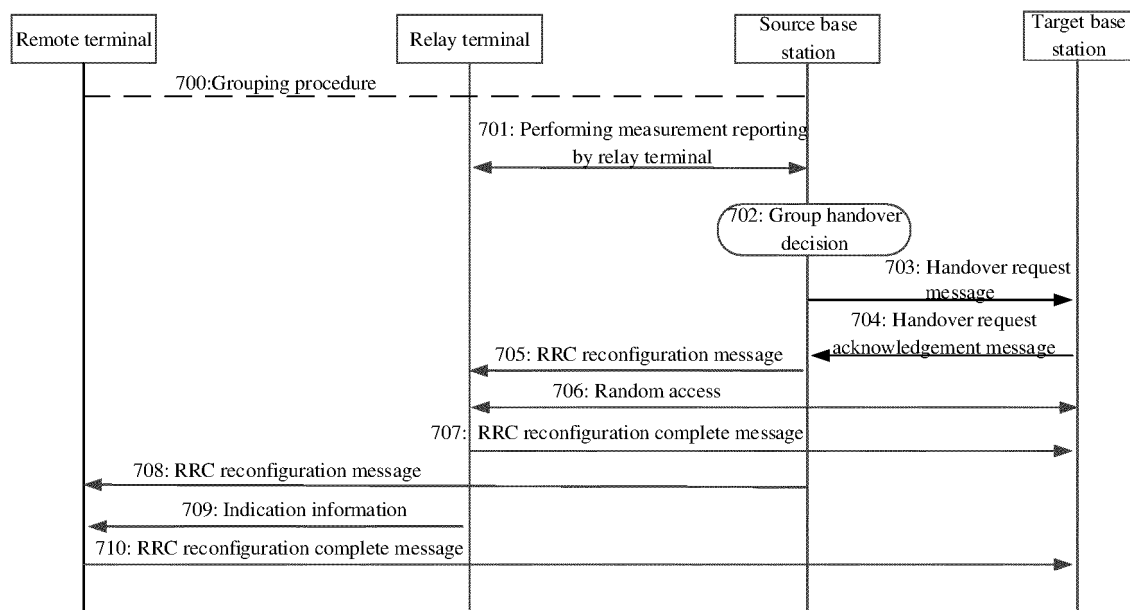 Remote terminal
Relay terminal
Source base
station
Target base
station
700:Grouping procedure
701: Performing measurement reporting
by relay terminal
702: Group handover
decision
703: Handover request
message
704: Handover request
acknowledgement message
705: RRC reconfiguration message
706: Random access
707: RRC reconfiguration complete message
708: RRC reconfiguration message
709: Indication information
710: RRC reconfiguration complete message